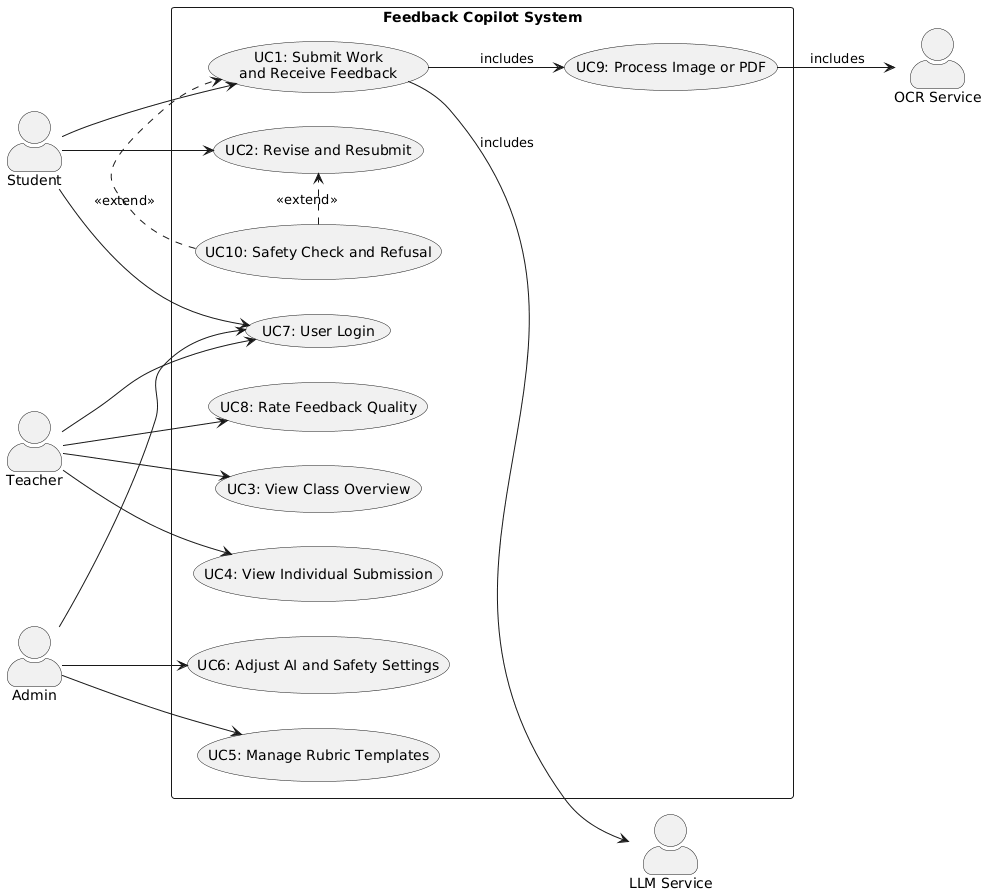 Feedback Copilot System
UC1: Submit Work
and Receive Feedback
includes
UC9: Process Image or PDF
includes
OCR Service
Student
UC2: Revise and Resubmit
includes
«extend»
«extend»
UC10: Safety Check and Refusal
UC7: User Login
UC8: Rate Feedback Quality
Teacher
UC3: View Class Overview
UC4: View Individual Submission
Admin
UC6: Adjust AI and Safety Settings
UC5: Manage Rubric Templates
LLM Service